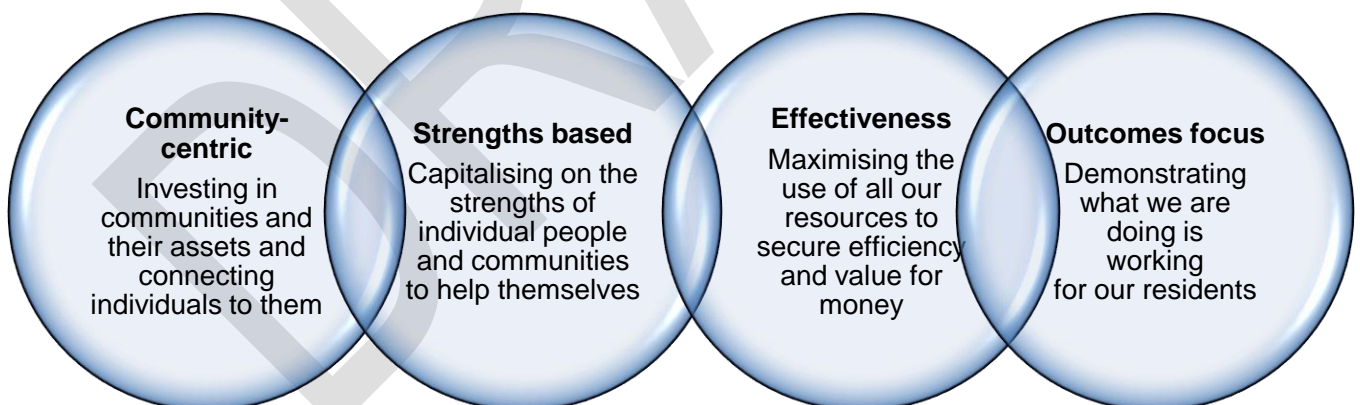 Community-
centric
Investing in
communities and
their assets and
connecting
individuals to them
Strengths based
Capitalising on the
strengths of
individual people
and communities
to help themselves
Effectiveness
Maximising the
use of all our
resources to
secure efficiency
and value for
money
Outcomes focus
Demonstrating
what we are
doing is
working
for our residents